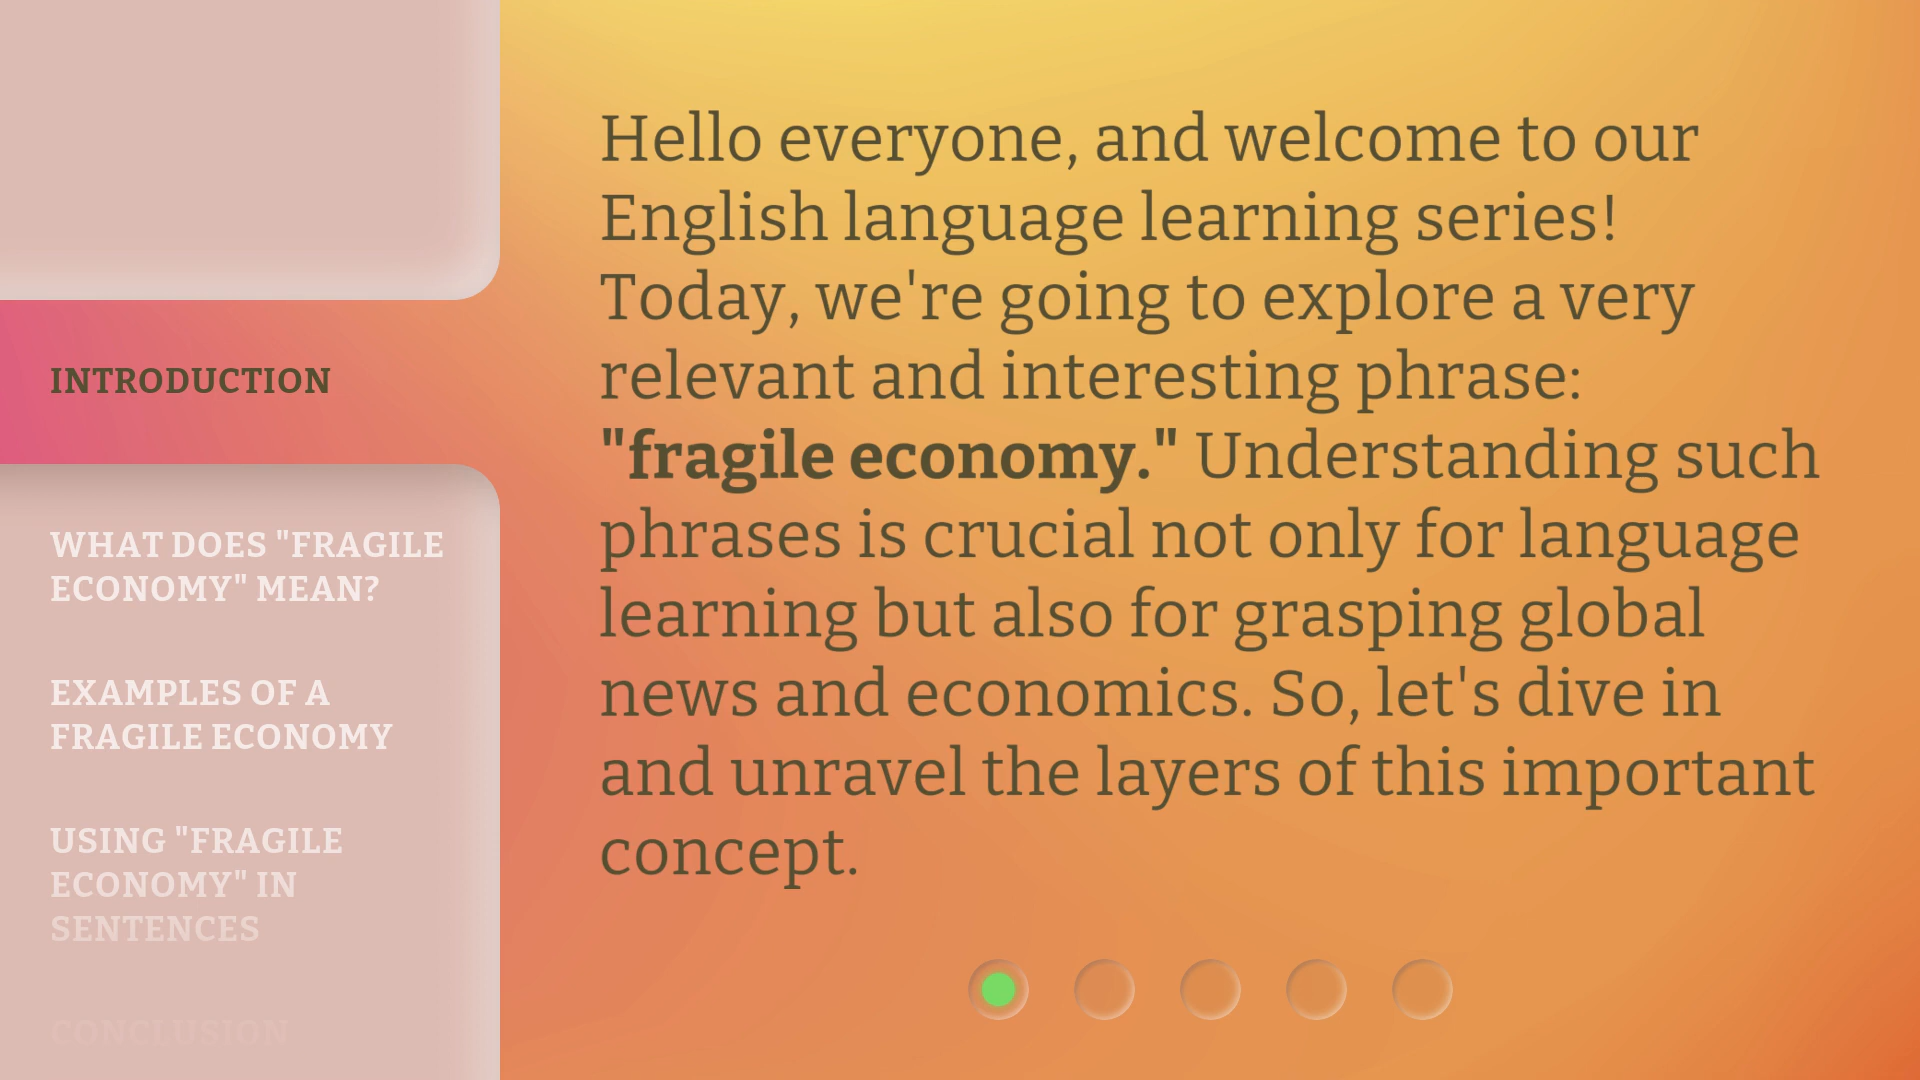 INTRODUCTION
WHAT DOES "FRAGILE
ECONOMY" MEAN?
EXAMPLES OF A
FRAGILE ECONOMY
USING "FRAGILE
ECONOMY" IN
SENTENCES
CONCLUSION
Hello everyone, and welcome to our
English language learning series!
Today, we're going to explore a very
relevant and interesting phrase:
"fragile economy." Understanding such
phrases is crucial not only for language
learning but also for grasping global
news and economics. So, let's dive in
and unravel the layers of this important
concept.